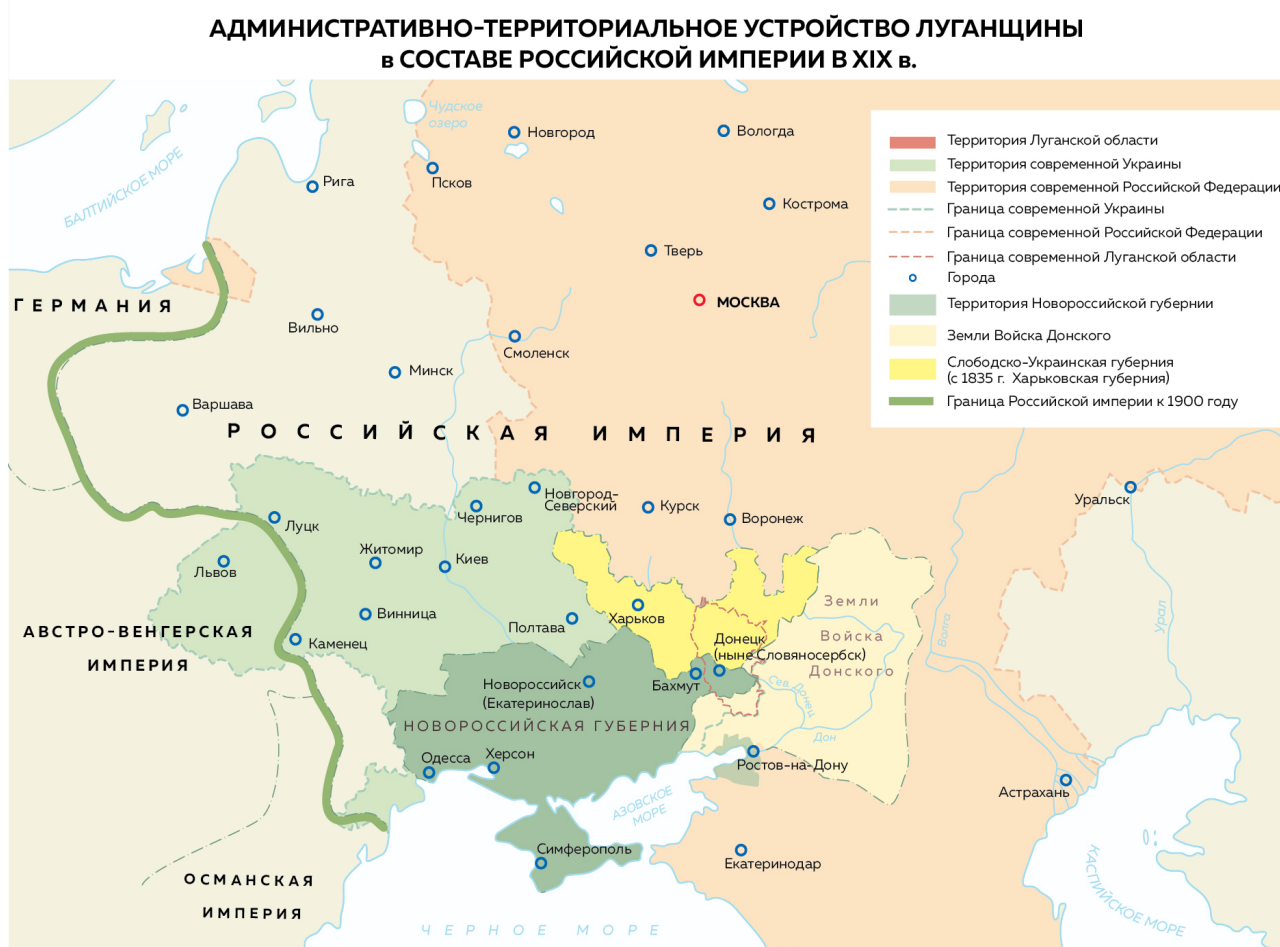 АДМИНИСТРАТИВНО-ТЕРРИТОРИАЛЬНОЕ УСТРОЙСТВО ЛУГАНЩИНЫ
в СОСТАВЕ РОССИЙСКОЙ ИМПЕРИИ В XIX в.
Чудское
озеро
Новгород
Вологда
Псков
Рига
БАЛТИЙСКОЕ МОРЕ
Кострома
Тверь
МОСКВА
Территория Луганской области
Территория современной Украины
Территория современной Российской Федерации
Граница современной Украины
Граница современной Российской Федерации
Граница современной Луганской области
Города
Территория Новороссийской губернии
Земли Войска Донского
Слободско-Украинская губерния
(с 1835 г. Харьковская губерния)
Граница Российской империи к 1900 году
ГЕРМАНИЯ
Вильно
Смоленск
Минск
Варшава
РОССИЙСКАЯ ИМПЕРИЯ
Новгород-
Северский
Чернигов
Курск
Воронеж
Уральск
Луцк
Житомир
Киев
Львов
Винница
Полтава
Харьков
Каменец
АВСТРО-ВЕНГЕРСКАЯ
ИМПЕРИЯ
Земли
Войска
Донского
Донецк
(ныне Словяносербск)
Бахмут
Сев. Донец
Дон
Волга
Урал
Новороссийск
(Екатеринослав)
НОВОРОССИЙСКАЯ ГУБЕРНИЯ
Одесса
Херсон
Ростов-на-Дону
Астрахань
АЗОВСКОЕ
МОРЕ
Симферополь
Екатеринодар
ОСМАНСКАЯ
ИМПЕРИЯ
ЧЕРНОЕ МОРЕ
КАСПИЙСКОЕ МОРЕ